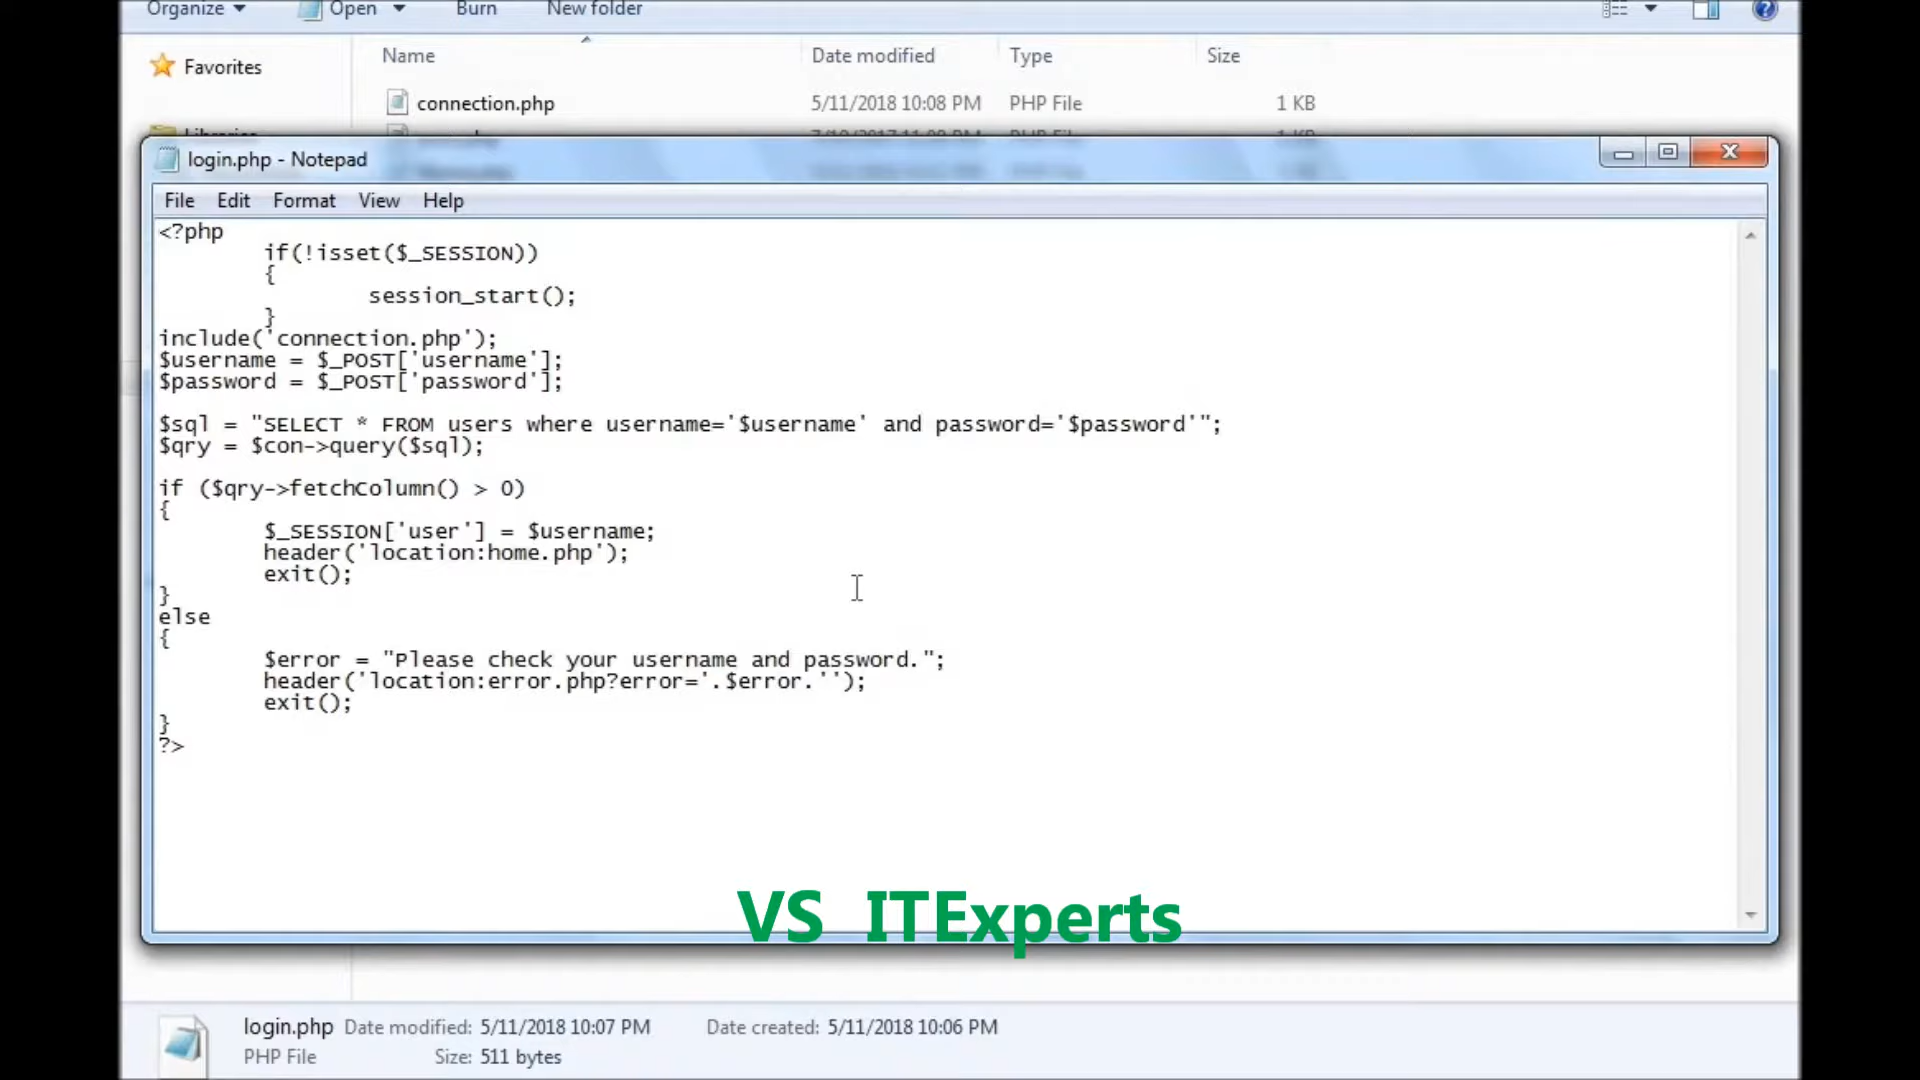 Organize Open Burn New folder
Favorites Name Date modified Type Size
connection.php 5/11/2018 10:08 PM PHP File 1 KB
login.php - Notepad
File Edit Format View Help
<?php
if(!isset($_SESSION))
{
session_start();
}
include('connection.php');
$username = $_POST['username'];
$password = $_POST['password'];
$sql = "SELECT * FROM users where username='$username' and password='$password'";
$qry = $con->query($sql);
if ($qry->fetchColumn() > 0)
{
$_SESSION['user'] = $username;
header('location:home.php');
exit();
}
else
{
$error = "Please check your username and password.";
header('location:error.php?error='.$error.'');
exit();
}
?>
VS ITExperts
login.php Date modified: 5/11/2018 10:07 PM Date created: 5/11/2018 10:06 PM
PHP File Size: 511 bytes